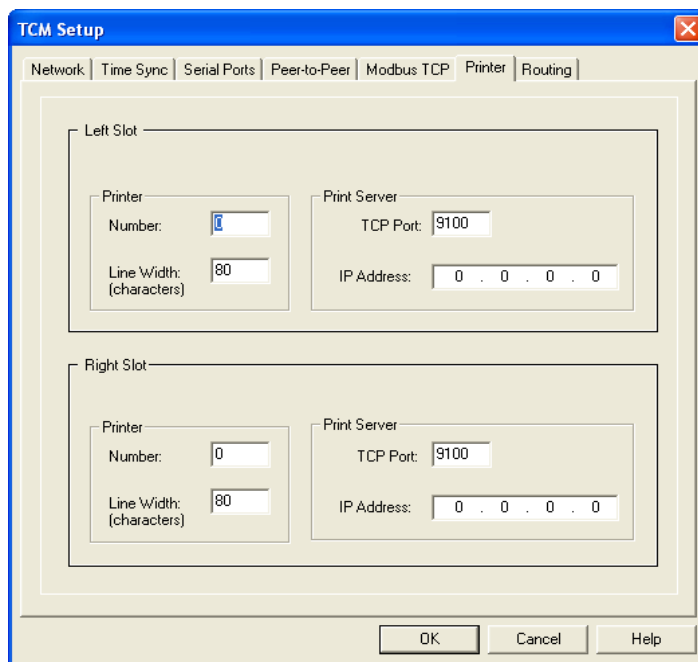 TCM Setup
Network Time Sync Serial Ports Peer-to-Peer Modbus TCP Printer Routing
Left Slot
Printer
Number: 0
Line Width: 80
(characters)
Print Server
TCP Port: 9100
IP Address: 0 . 0 . 0 . 0
Right Slot
Printer
Number: 0
Line Width: 80
(characters)
Print Server
TCP Port: 9100
IP Address: 0 . 0 . 0 . 0
OK Cancel Help